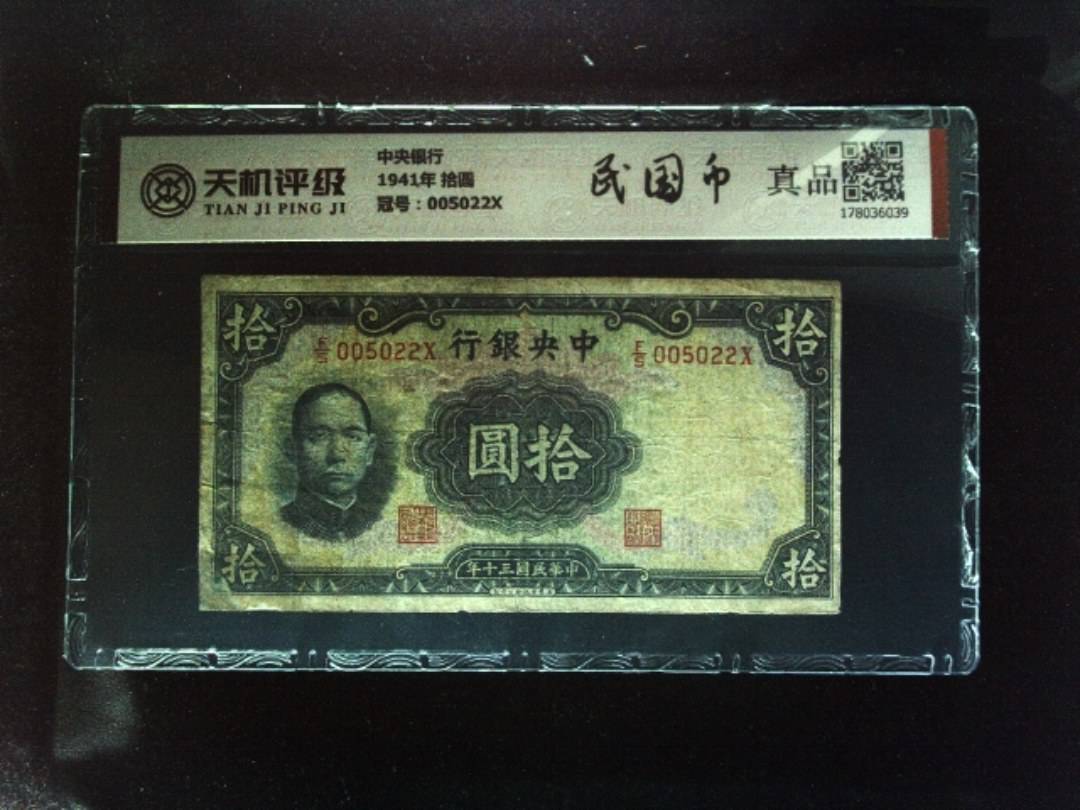 天机评级
TIAN JI PING JI
中央银行
1941年 拾圆
冠号：005022X
民国币
真品
178036039
拾
拾
行銀央中
E/S 005022X
E/S 005022X
圓拾
年十三國民華中
拾
拾